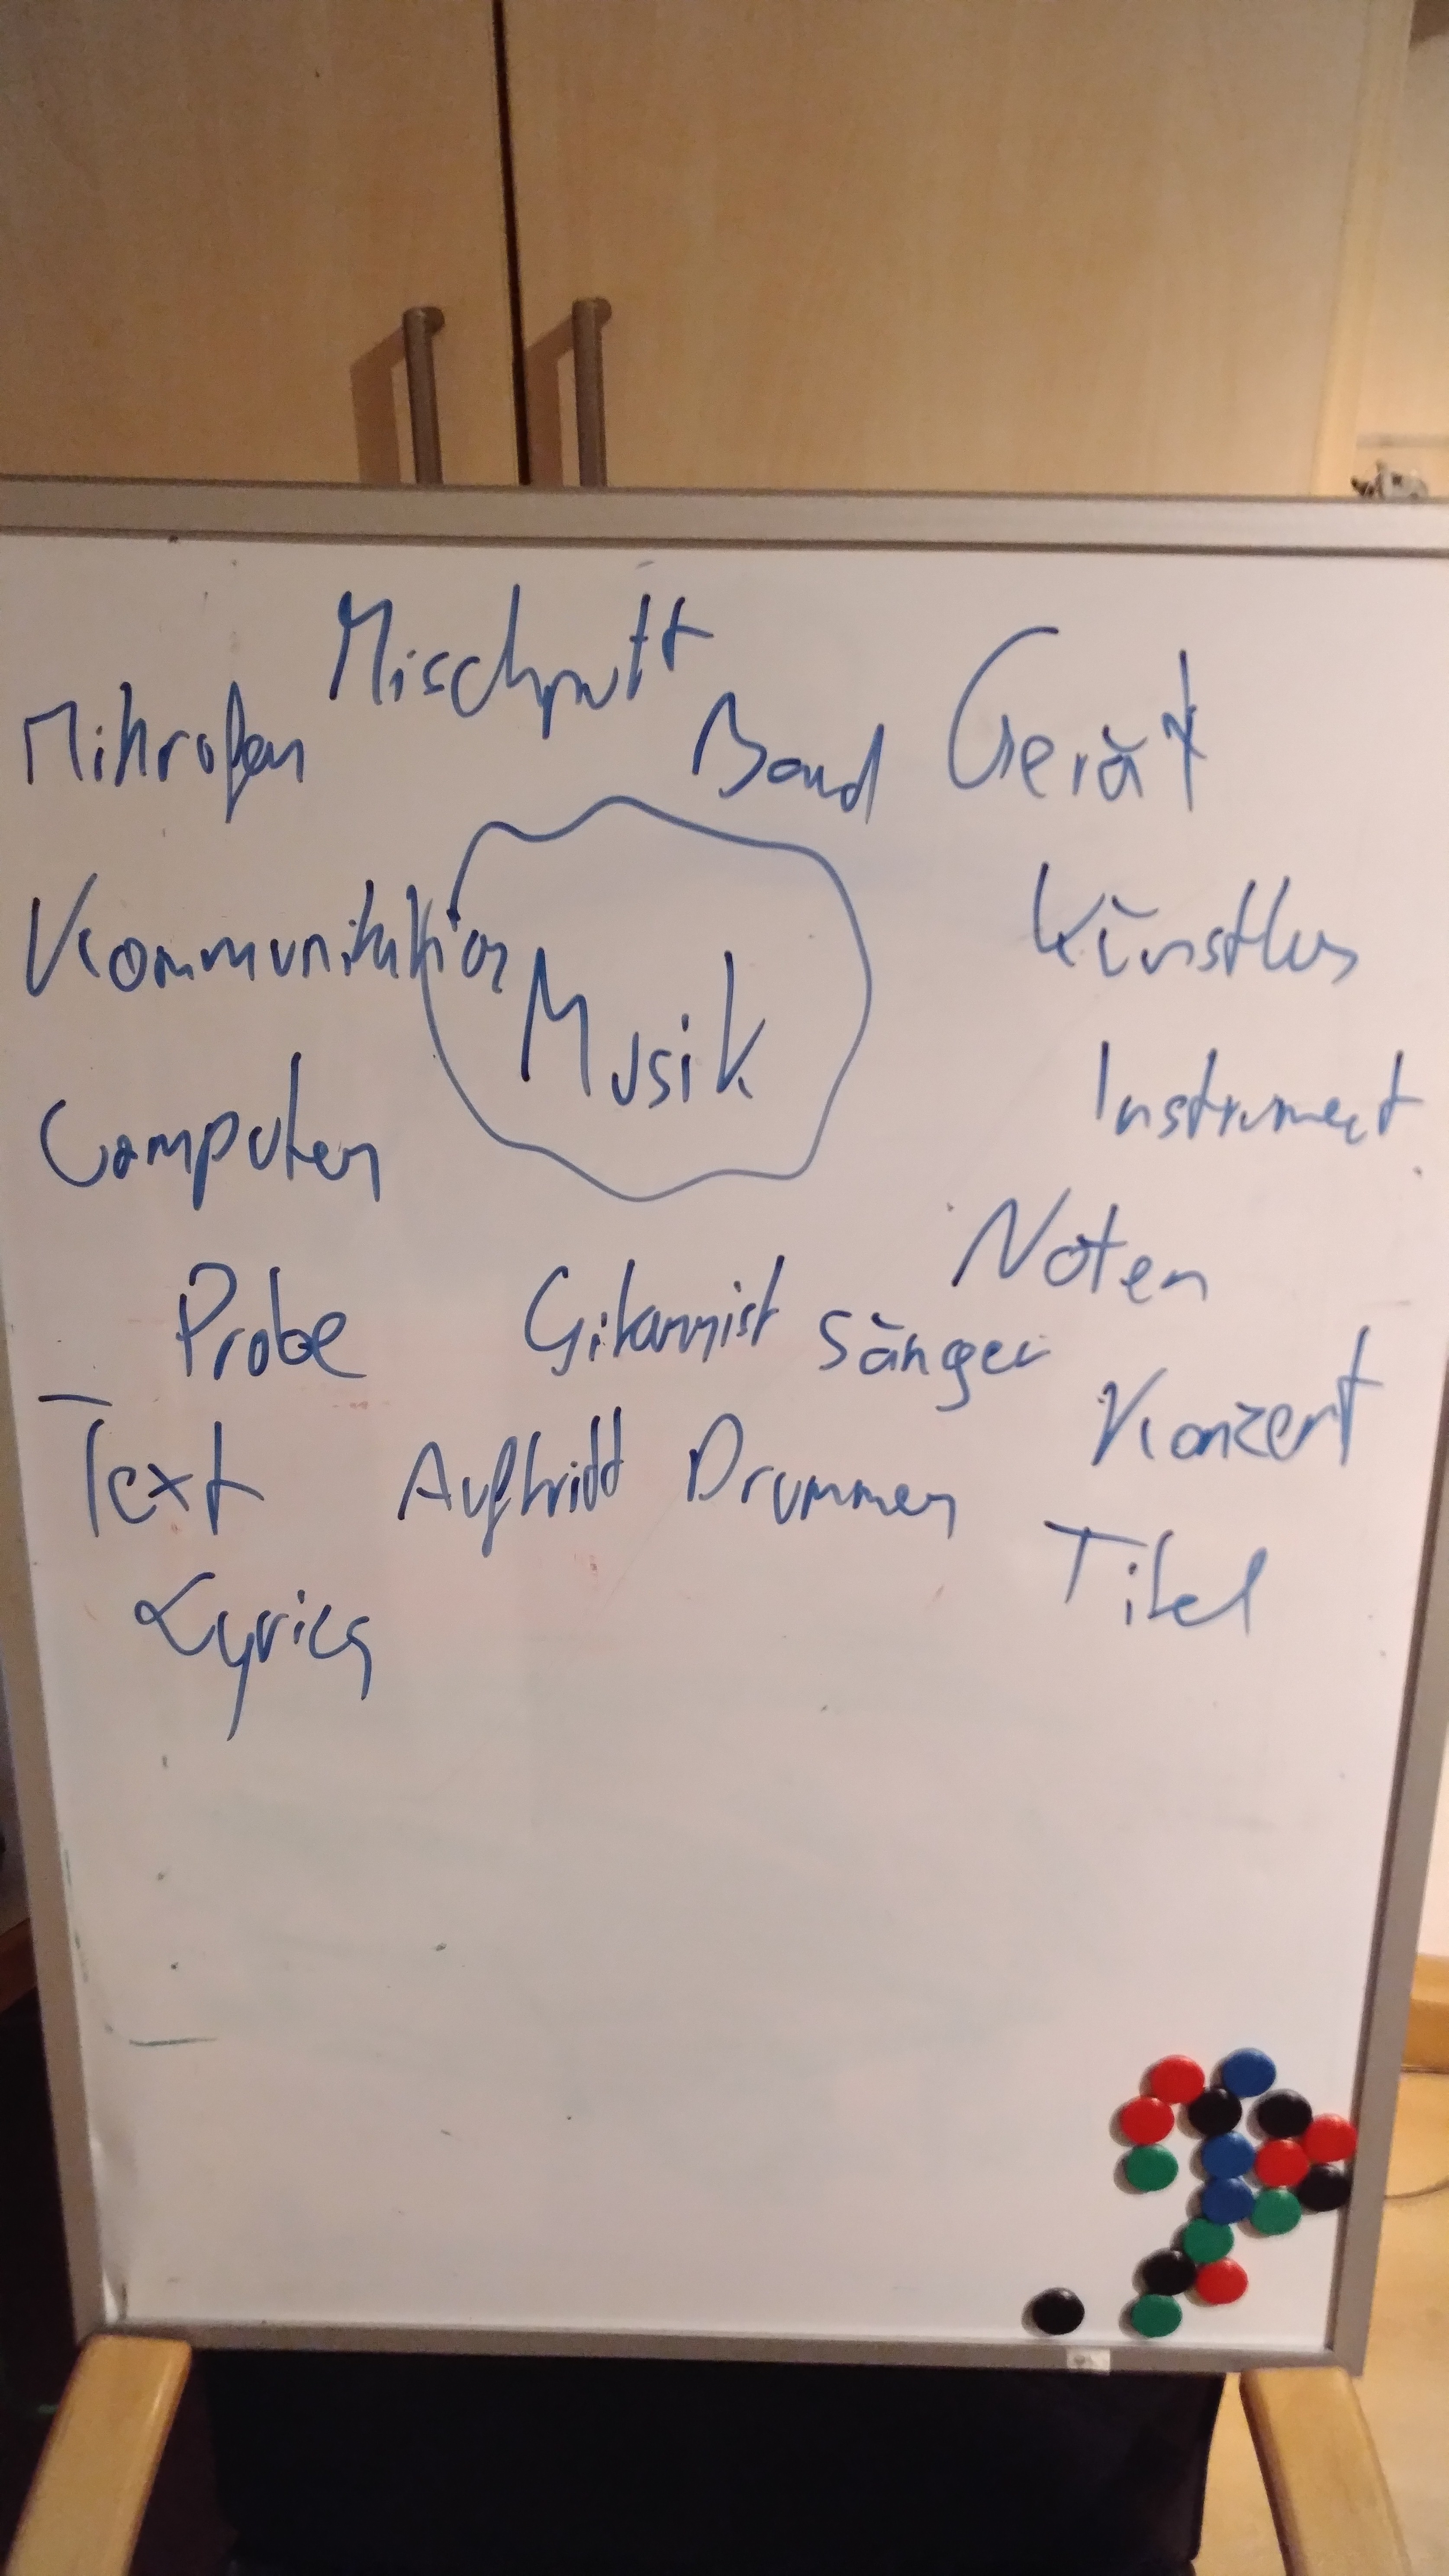 Mischpult
Mikrofon
Band Gerät
Kommunikation
Künstler
Musik
Instrument
Computer
Noten
Probe Gitarrist Sänger
Konzert
Text Auftritt Drummer
Titel
Lyrics